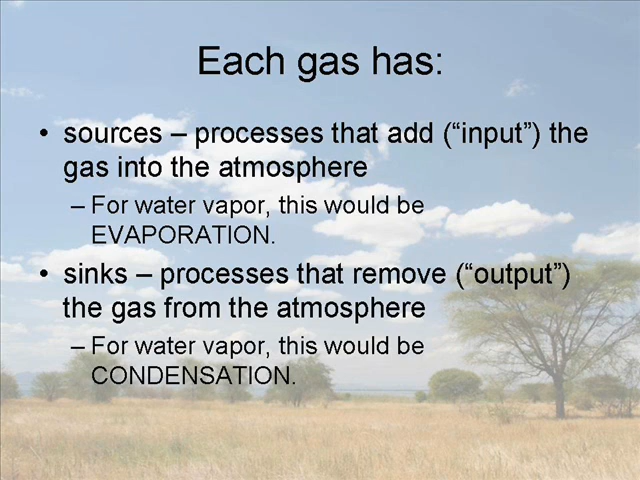 Each gas has:
• sources – processes that add (“input”) the
gas into the atmosphere
– For water vapor, this would be
EVAPORATION.
• sinks – processes that remove (“output”)
the gas from the atmosphere
– For water vapor, this would be
CONDENSATION.